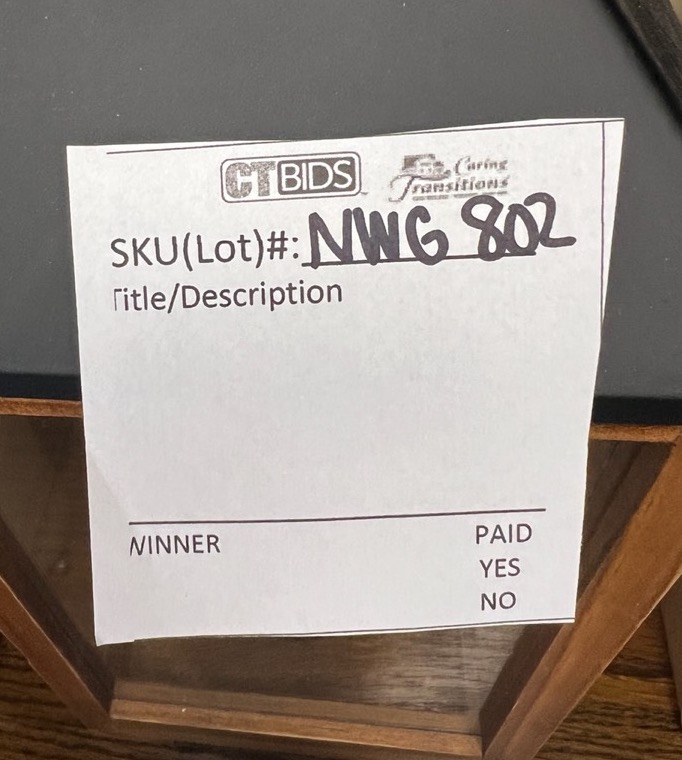 CTBIDS Caring Transitions
SKU(Lot)#: NWG 802
Title/Description
WINNER PAID
YES
NO